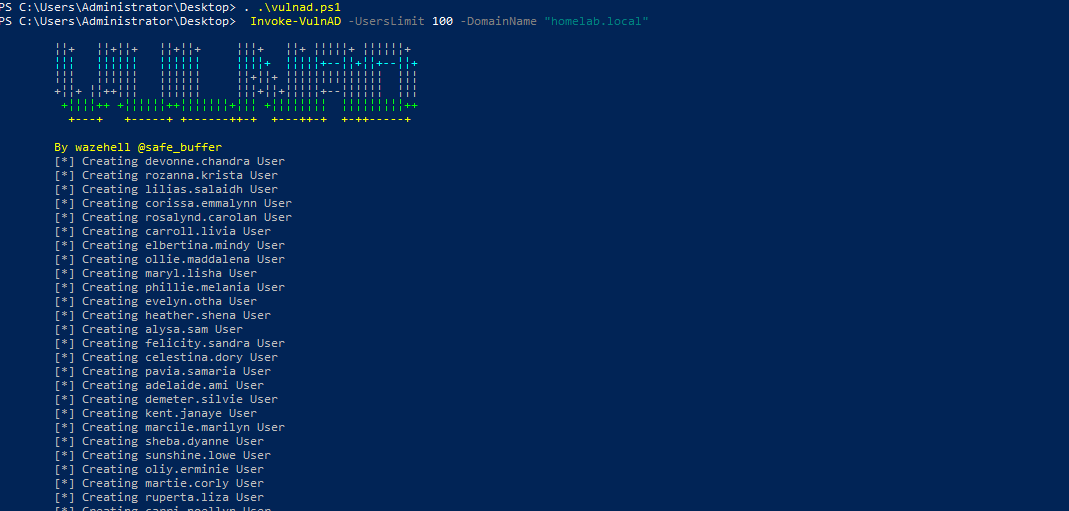 PS C:\Users\Administrator\Desktop> . .\vulnad.ps1
PS C:\Users\Administrator\Desktop>  Invoke-VulnAD -UsersLimit 100 -DomainName "homelab.local"
VULNAD
By wazehell @safe_buffer
[*] Creating devonne.chandra User
[*] Creating rozanna.krista User
[*] Creating lilias.salaidh User
[*] Creating corissa.emmalynn User
[*] Creating rosalynd.carolan User
[*] Creating carroll.livia User
[*] Creating elbertina.mindy User
[*] Creating ollie.maddalena User
[*] Creating maryl.lisha User
[*] Creating phillie.melania User
[*] Creating evelyn.otha User
[*] Creating heather.shena User
[*] Creating alysa.sam User
[*] Creating felicity.sandra User
[*] Creating celestina.dory User
[*] Creating pavia.samaria User
[*] Creating adelaide.ami User
[*] Creating demeter.silvie User
[*] Creating kent.janaye User
[*] Creating marcile.marilyn User
[*] Creating sheba.dyanne User
[*] Creating sunshine.lowe User
[*] Creating oliy.erminie User
[*] Creating martie.corly User
[*] Creating ruperta.liza User
[*] Creating User